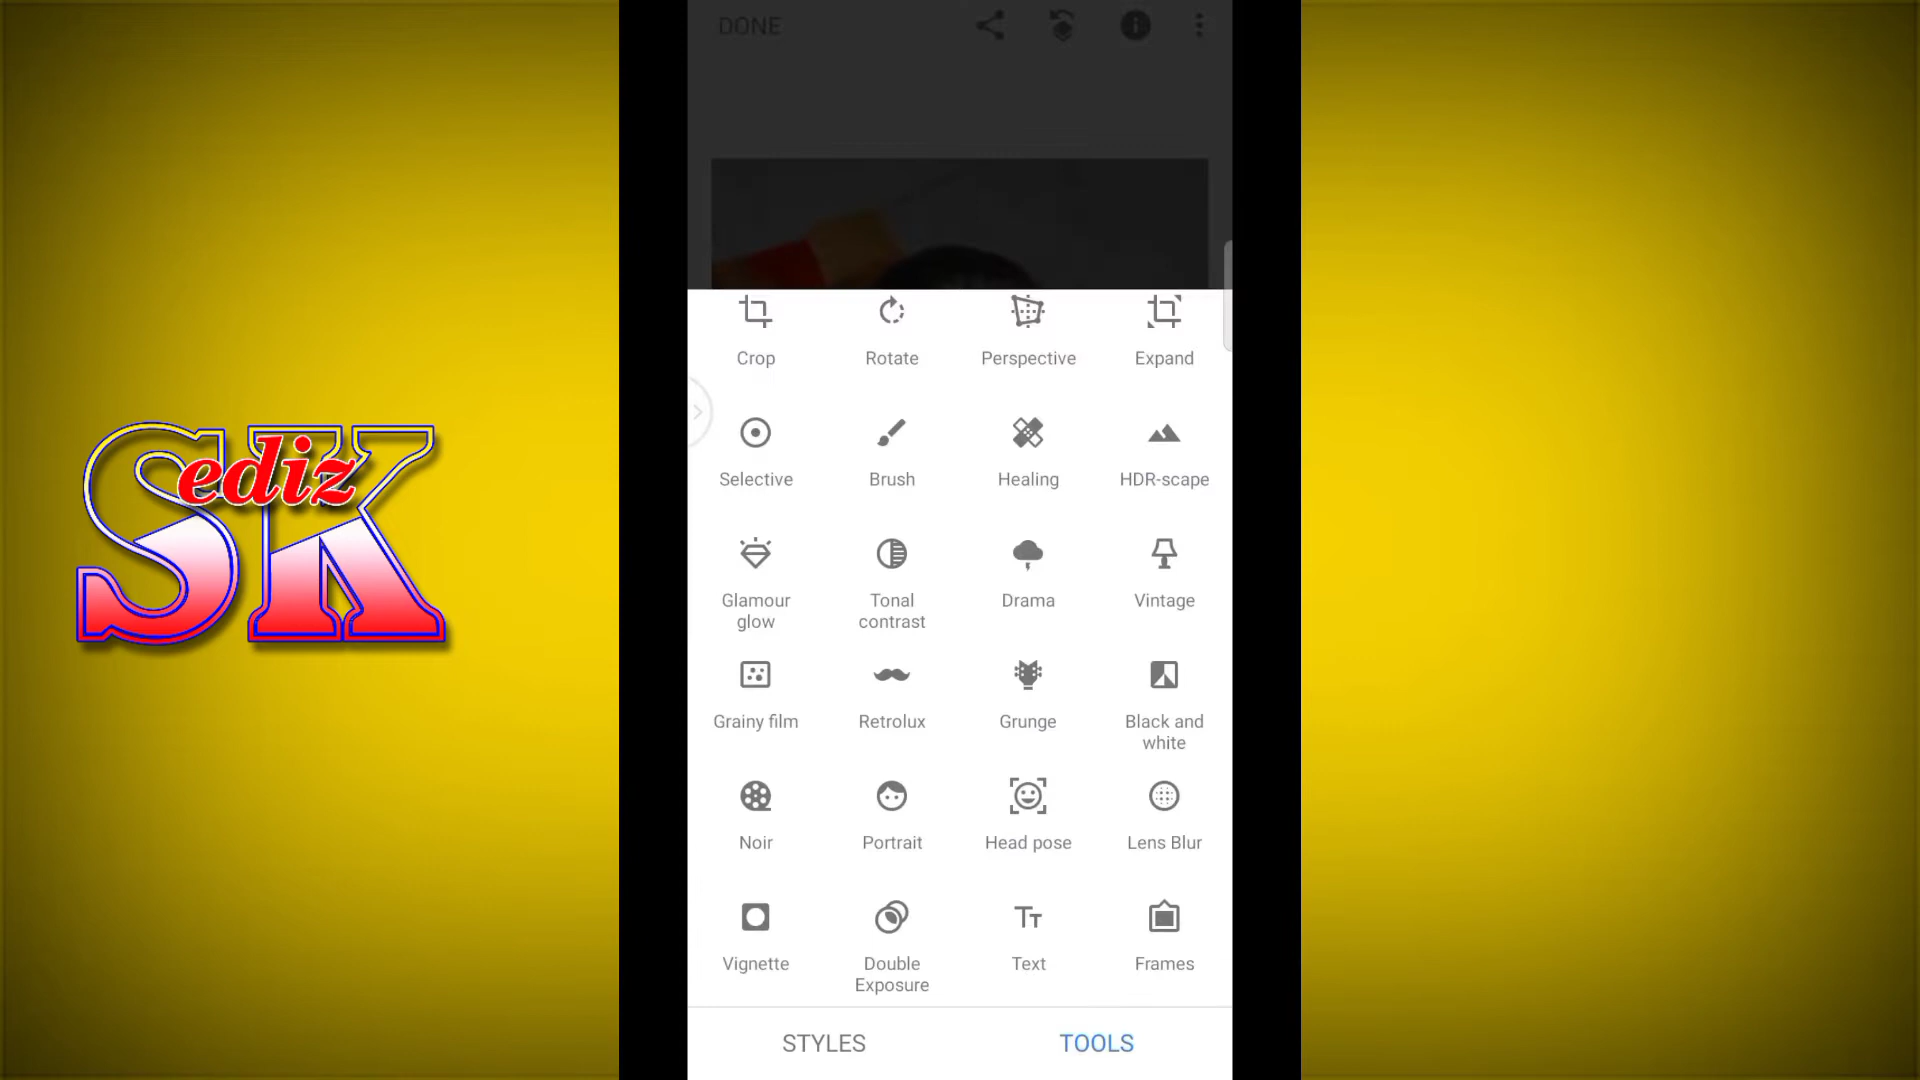 DONE
Crop Rotate Perspective Expand
Selective Brush Healing HDR-scape
Glamour glow Tonal contrast Drama Vintage
Grainy film Retrolux Grunge Black and white
Noir Portrait Head pose Lens Blur
Vignette Double Exposure Text Frames
STYLES TOOLS
SK
ediz